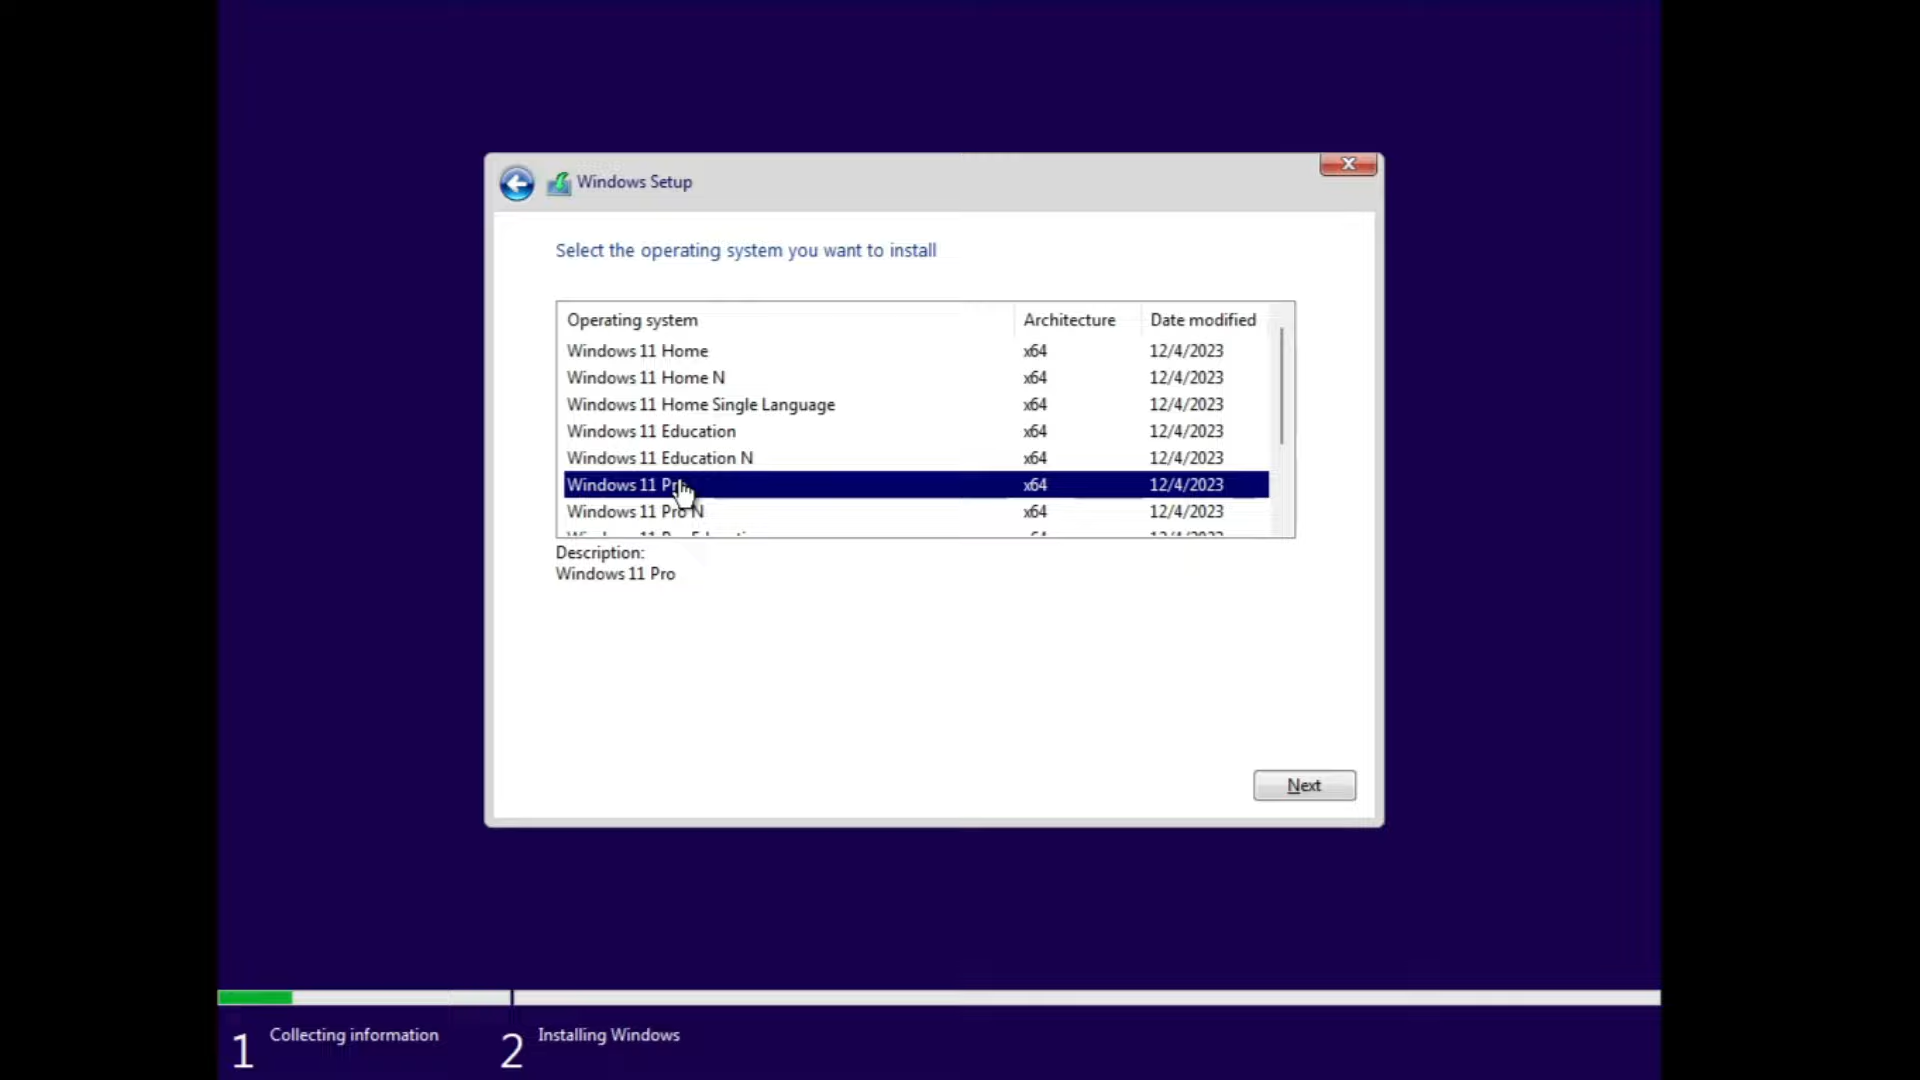 Windows Setup
X
Select the operating system you want to install
Operating system Architecture Date modified
Windows 11 Home x64 12/4/2023
Windows 11 Home N x64 12/4/2023
Windows 11 Home Single Language x64 12/4/2023
Windows 11 Education x64 12/4/2023
Windows 11 Education N x64 12/4/2023
Windows 11 x64 12/4/2023
Windows 11 Pro N x64 12/4/2023
Description:
Windows 11 Pro
Next
1 Collecting information 2 Installing Windows